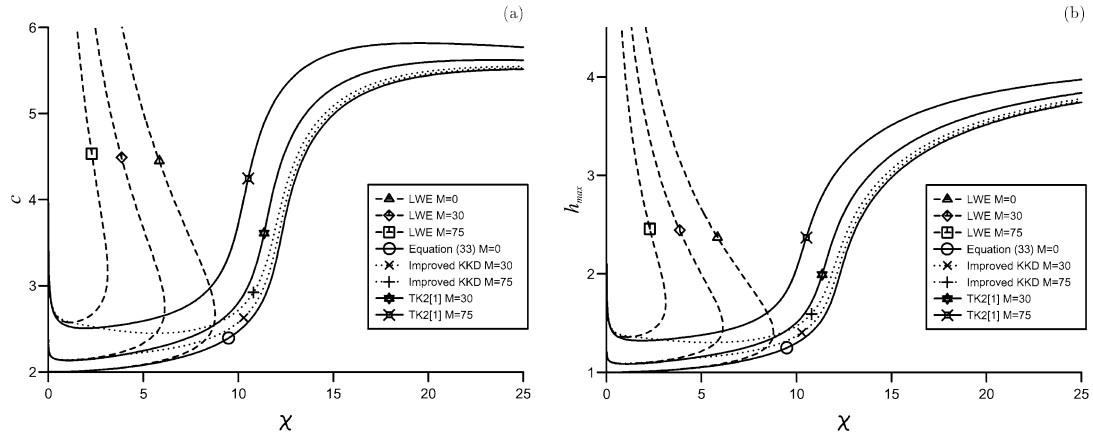 (a)
6
5
4
3
2
c
0
5
10
15
20
25
χ
LWE M=0
LWE M=30
LWE M=75
Equation (33) M=0
Improved KKD M=30
Improved KKD M=75
TK2[1] M=30
TK2[1] M=75
(b)
4
3
2
1
h_max
0
5
10
15
20
25
χ
LWE M=0
LWE M=30
LWE M=75
Equation (33) M=0
Improved KKD M=30
Improved KKD M=75
TK2[1] M=30
TK2[1] M=75